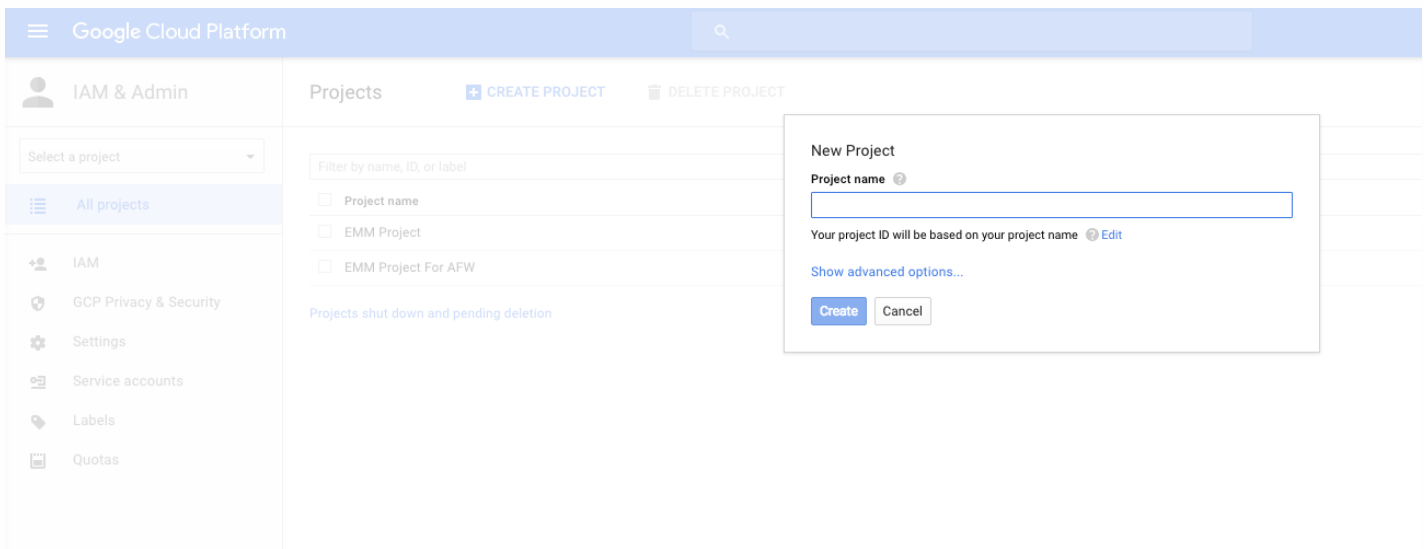 Google Cloud Platform
IAM & Admin
Projects
CREATE PROJECT
DELETE PROJECT
Select a project
All projects
IAM
GCP Privacy & Security
Settings
Service accounts
Labels
Quotas
Filter by name, ID, or label
Project name
EMM Project
EMM Project For AFW
Projects shut down and pending deletion
New Project
Project name ?
Your project ID will be based on your project name ? Edit
Show advanced options...
Create Cancel